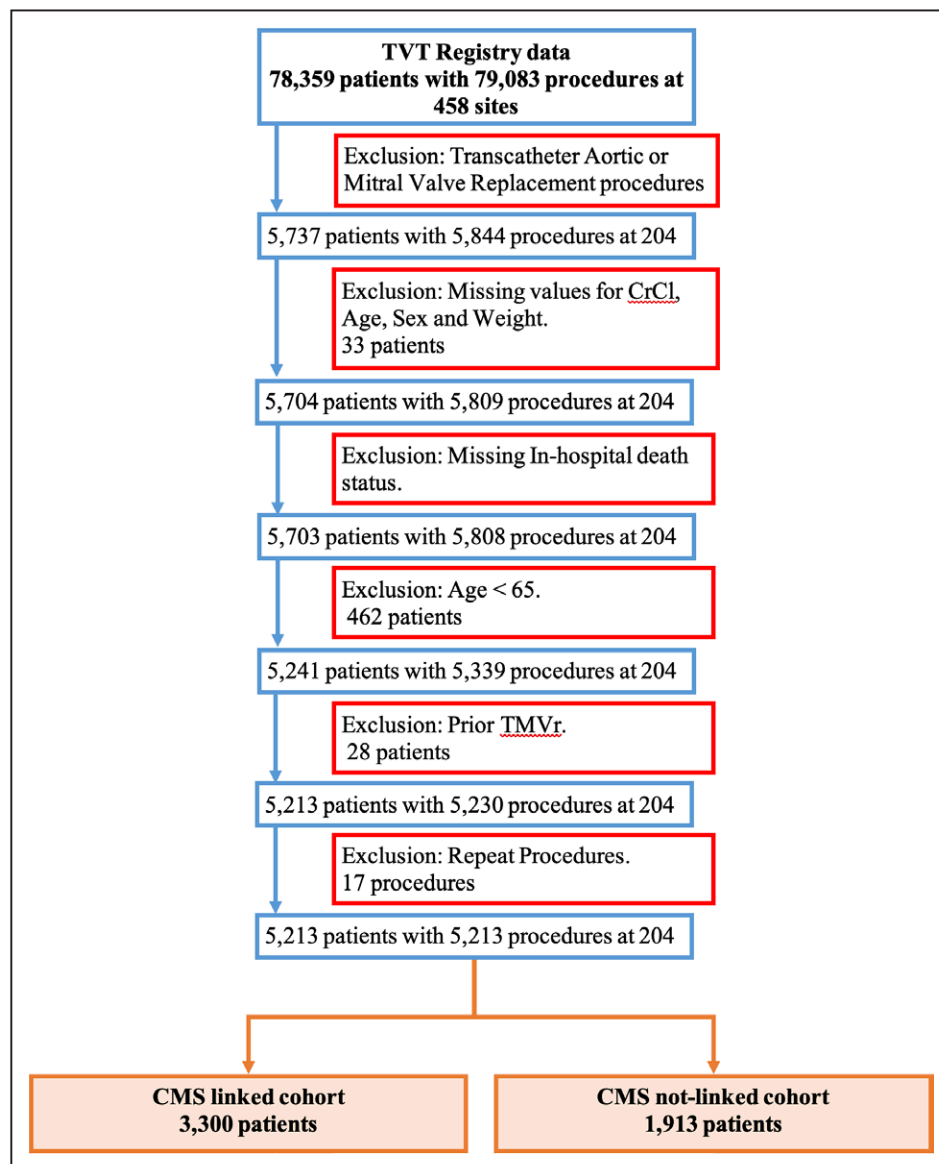 TVT Registry data
78,359 patients with 79,083 procedures at
458 sites
Exclusion: Transcatheter Aortic or
Mitral Valve Replacement procedures
5,737 patients with 5,844 procedures at 204
Exclusion: Missing values for CrCl,
Age, Sex and Weight.
33 patients
5,704 patients with 5,809 procedures at 204
Exclusion: Missing In-hospital death
status.
5,703 patients with 5,808 procedures at 204
Exclusion: Age < 65.
462 patients
5,241 patients with 5,339 procedures at 204
Exclusion: Prior TMVr.
28 patients
5,213 patients with 5,230 procedures at 204
Exclusion: Repeat Procedures.
17 procedures
5,213 patients with 5,213 procedures at 204
CMS linked cohort
3,300 patients
CMS not-linked cohort
1,913 patients